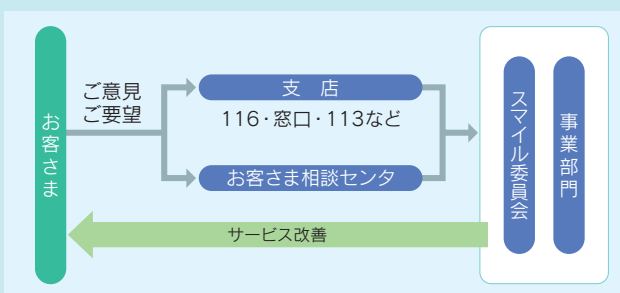 お客さま
ご意見
ご要望
支 店
116・窓口・113など
お客さま相談センタ
スマイル委員会
事業部門
サービス改善